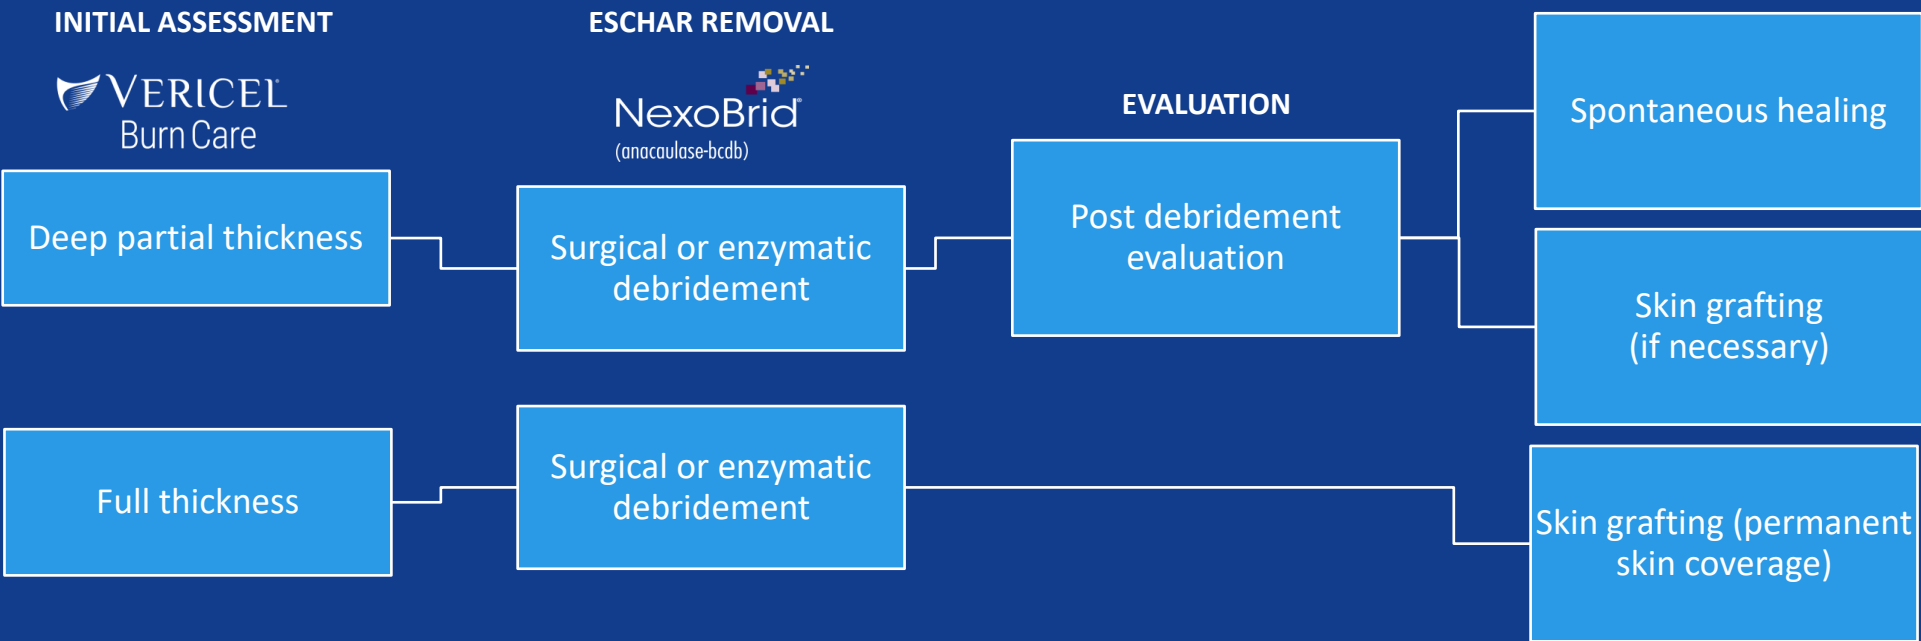 INITIAL ASSESSMENT
ESCHAR REMOVAL
VERICEL®
Burn Care
NexoBrid®
(anacaulase-bcdb)
EVALUATION
Spontaneous healing
Deep partial thickness
Surgical or enzymatic
debridement
Post debridement
evaluation
Skin grafting
(if necessary)
Full thickness
Surgical or enzymatic
debridement
Skin grafting (permanent
skin coverage)